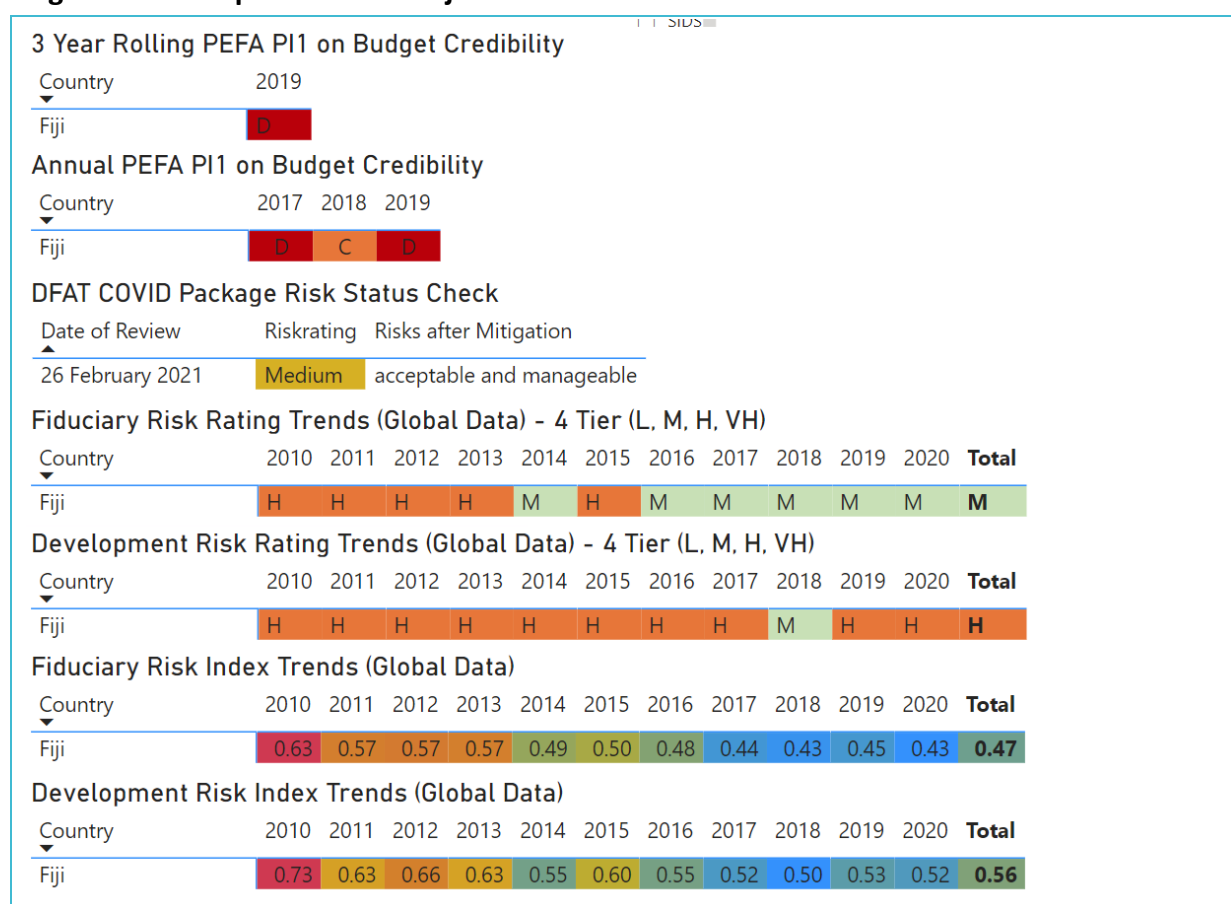 SIDS
3 Year Rolling PEFA PI1 on Budget Credibility
Country 2019
Fiji D
Annual PEFA PI1 on Budget Credibility
Country 2017 2018 2019
Fiji D C D
DFAT COVID Package Risk Status Check
Date of Review Riskrating Risks after Mitigation
26 February 2021 Medium acceptable and manageable
Fiduciary Risk Rating Trends (Global Data) - 4 Tier (L, M, H, VH)
Country 2010 2011 2012 2013 2014 2015 2016 2017 2018 2019 2020 Total
Fiji H H H H M H M M M M M M
Development Risk Rating Trends (Global Data) - 4 Tier (L, M, H, VH)
Country 2010 2011 2012 2013 2014 2015 2016 2017 2018 2019 2020 Total
Fiji H H H H H H H H M H H H
Fiduciary Risk Index Trends (Global Data)
Country 2010 2011 2012 2013 2014 2015 2016 2017 2018 2019 2020 Total
Fiji 0.63 0.57 0.57 0.57 0.49 0.50 0.48 0.44 0.43 0.45 0.43 0.47
Development Risk Index Trends (Global Data)
Country 2010 2011 2012 2013 2014 2015 2016 2017 2018 2019 2020 Total
Fiji 0.73 0.63 0.66 0.63 0.55 0.60 0.55 0.52 0.50 0.53 0.52 0.56